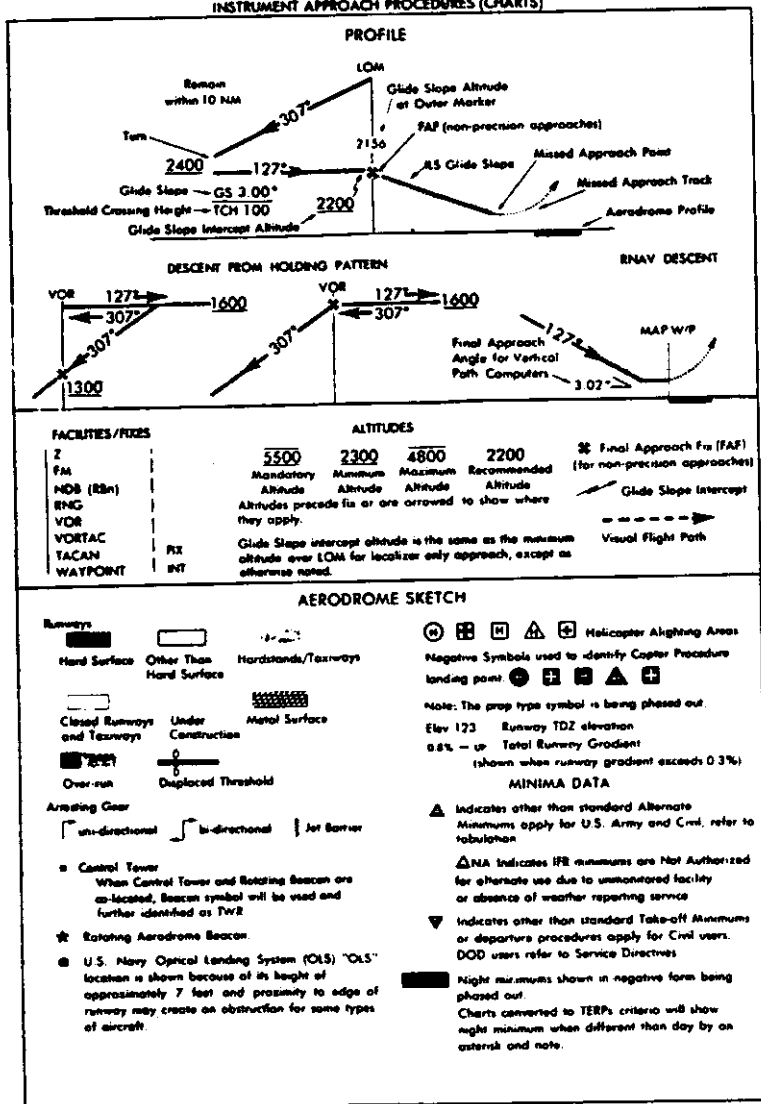 INSTRUMENT APPROACH PROCEDURES (CHARTS)
PROFILE
LOM
Remain
within 10 NM
Glide Slope Altitude
at Outer Marker
307°
FAF (non-precision approaches)
Turn
2156
2400
127°
ILS Glide Slope
Missed Approach Point
Missed Approach Track
Glide Slope
GS 3.00°
Threshold Crossing Height
TCH 100
2200
Aerodrome Profile
Glide Slope Intercept Altitude
DESCENT FROM HOLDING PATTERN
RNAV DESCENT
VOR
127°
307°
1600
307°
1300
VOR
127°
307°
1600
307°
127°
MAP W/P
Final Approach
Angle for Vertical
Path Computers
3.02°
FACILITIES/FIXES
Z
FM
NDB (RBn)
RNG
VOR
VORTAC
TACAN
WAYPOINT
FIX
INT
ALTITUDES
5500 2300 4800 2200
Mandatory Minimum Maximum Recommended
Altitude Altitude Altitude Altitude
Altitudes precede fix or are arrowed to show where
they apply.
Glide Slope intercept altitude is the same as the minimum
altitude over LOM for localizer only approach, except as
otherwise noted.
Final Approach Fix (FAF)
(for non-precision approaches)
Glide Slope Intercept
Visual Flight Path
AERODROME SKETCH
Runways
Hard Surface
Other Than
Hard Surface
Hardstands/Taxiways
Closed Runways
and Taxiways
Under
Construction
Metal Surface
Over-run
Displaced Threshold
Arresting Gear
uni-directional
bi-directional
Jet Barrier
Control Tower
When Control Tower and Rotating Beacon are
co-located, Beacon symbol will be used and
further identified as TWR
Rotating Aerodrome Beacon.
U.S. Navy Optical Landing System (OLS) "OLS"
location is shown because of its height of
approximately 7 feet and proximity to edge of
runway may create an obstruction for some types
of aircraft.
H H H Helicopter Alighting Areas
Negative Symbols used to identify Copter Procedure
landing point.
Note: The prop type symbol is being phased out.
Elev 123 Runway TDZ elevation
0.8% — UP Total Runway Gradient
(shown when runway gradient exceeds 0.3%)
MINIMA DATA
Indicates other than standard Alternate
Minimums apply for U.S. Army and Civil, refer to
tabulation
NA Indicates IFR minimums are Not Authorized
for alternate use due to unmonitored facility
or absence of weather reporting service
Indicates other than standard Take-off Minimums
or departure procedures apply for Civil users.
DOD users refer to Service Directives
Night minimums shown in negative form being
phased out.
Charts converted to TERPs criteria will show
night minimum when different than day by an
asterisk and note.